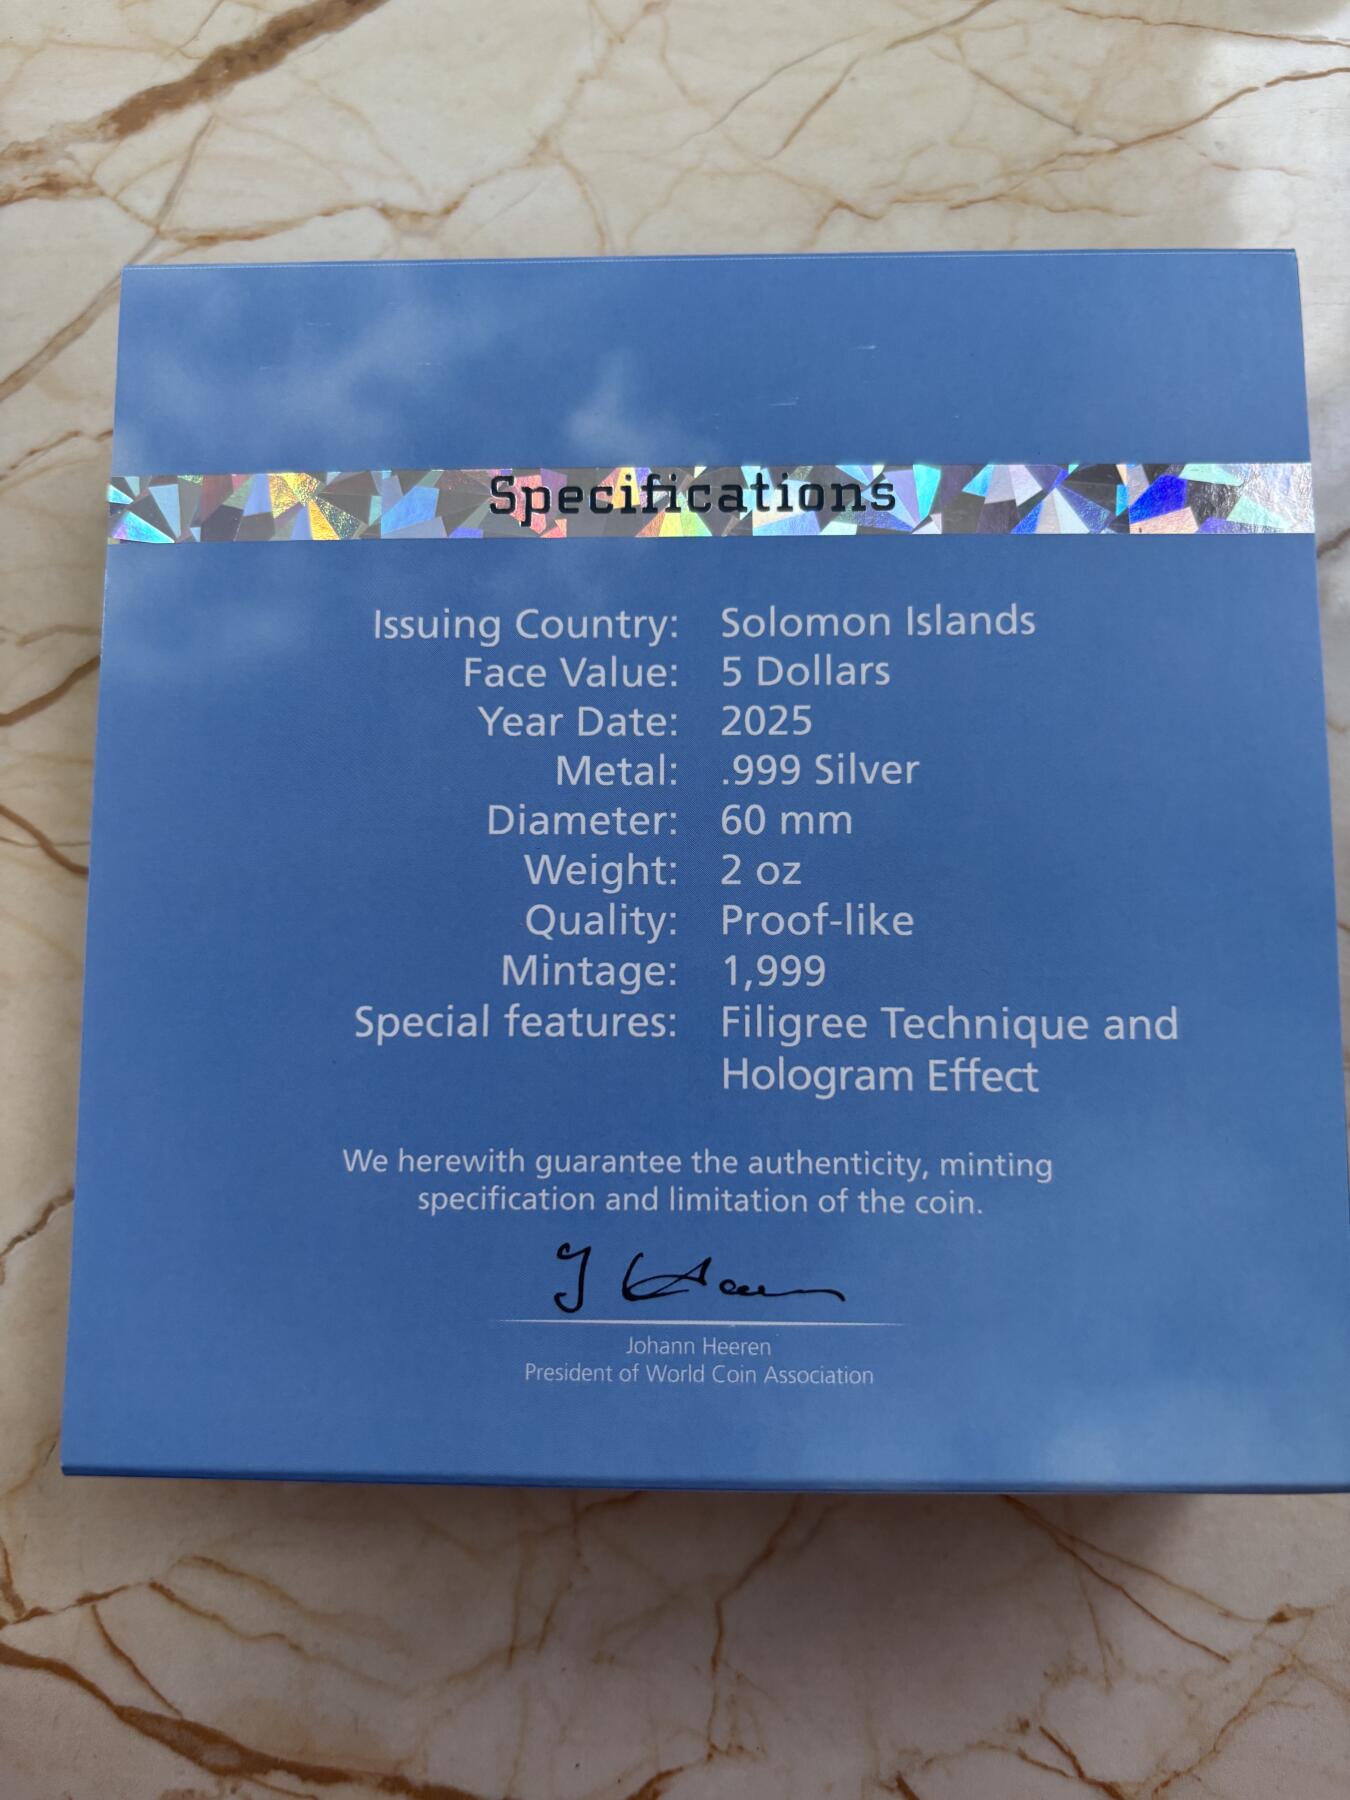 Specifications
Issuing Country: Solomon Islands
Face Value: 5 Dollars
Year Date: 2025
Metal: .999 Silver
Diameter: 60 mm
Weight: 2 oz
Quality: Proof-like
Mintage: 1,999
Special features: Filigree Technique and
Hologram Effect
We herewith guarantee the authenticity, minting
specification and limitation of the coin.
Johann Heeren
President of World Coin Association